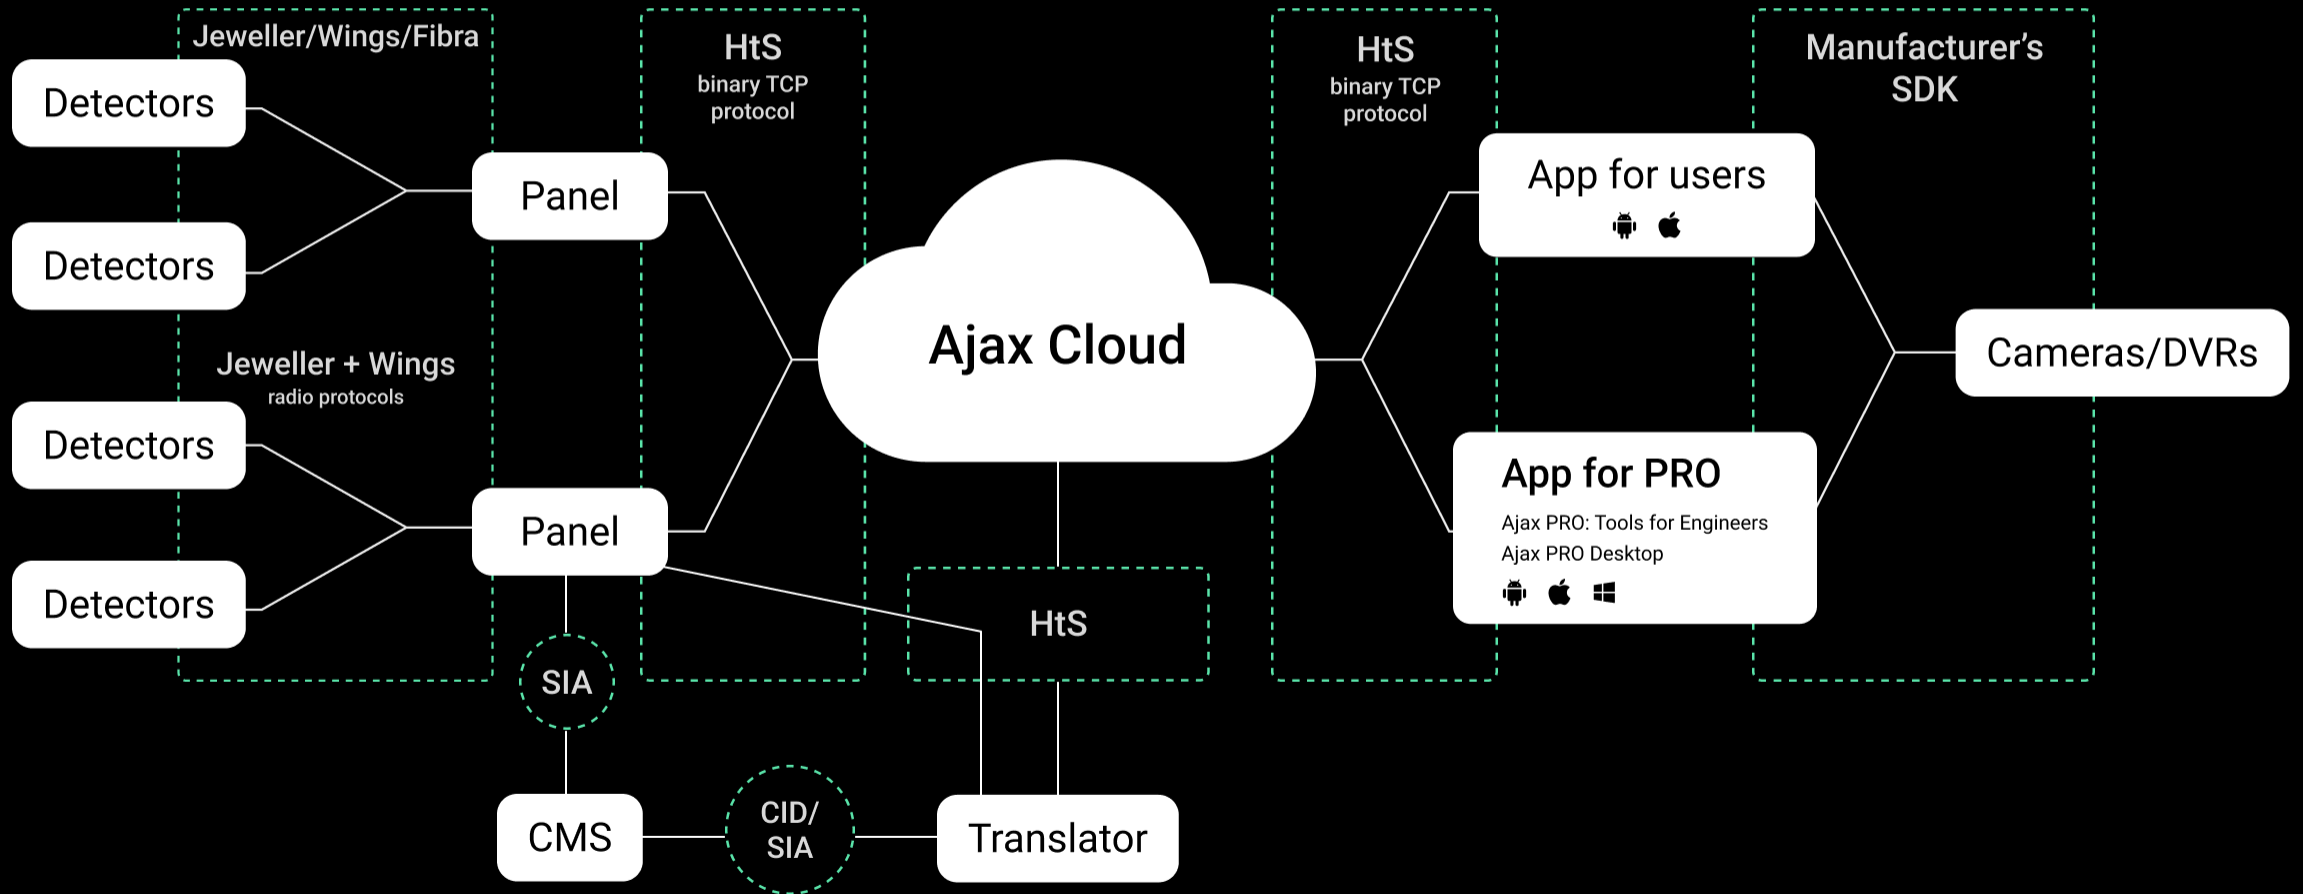 Jeweller/Wings/Fibra
Detectors
Detectors
Jeweller + Wings
radio protocols
Detectors
Detectors
Panel
Panel
HtS
binary TCP
protocol
Ajax Cloud
HtS
binary TCP
protocol
Manufacturer’s
SDK
App for users
Cameras/DVRs
App for PRO
Ajax PRO: Tools for Engineers
Ajax PRO Desktop
HtS
SIA
CMS
CID/
SIA
Translator